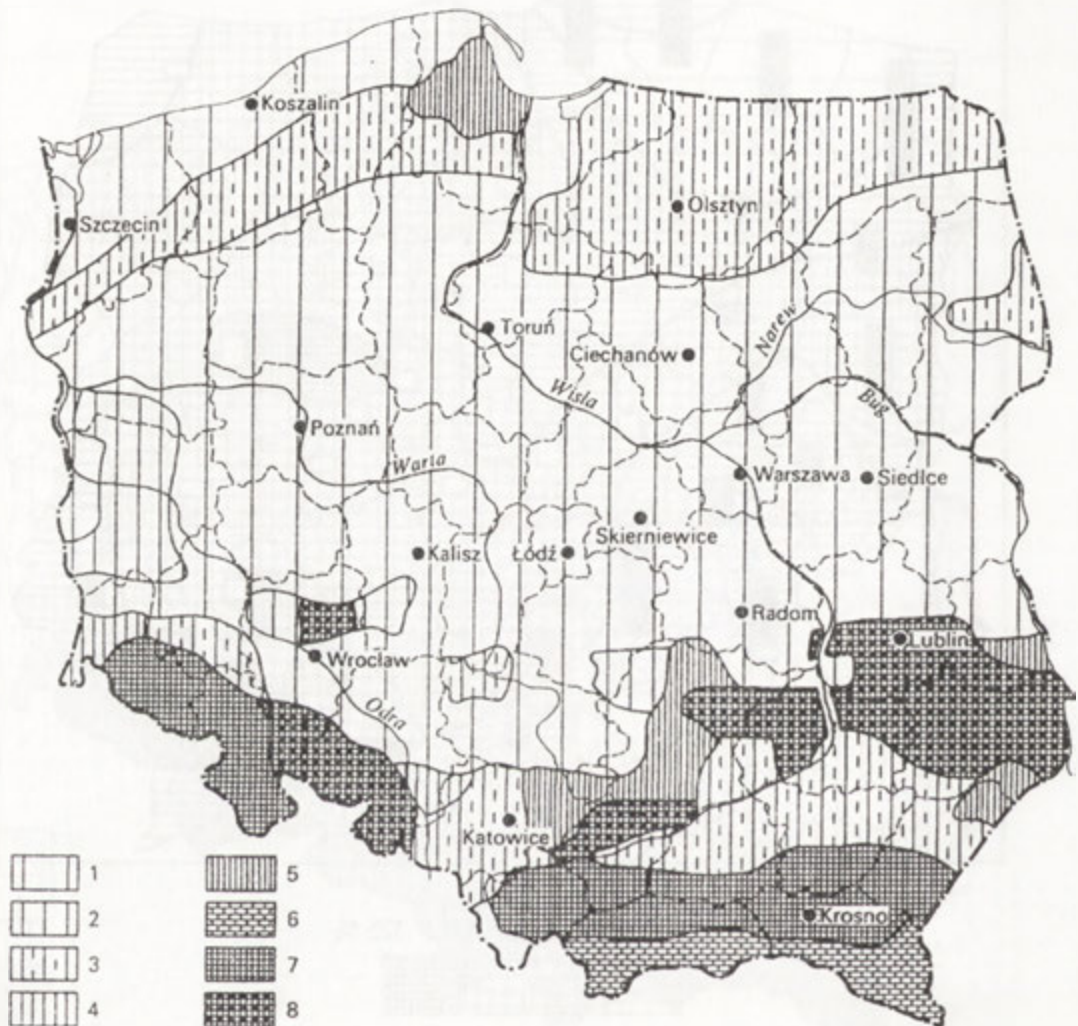 Koszalin
Szczecin
Olsztyn
Toruń
Ciechanów
Narew
Wisła
Bug
Poznań
Warta
Warszawa
Siedlce
Skierniewice
Kalisz
Łódź
Radom
Lublin
Wrocław
Odra
Katowice
Krosno
1
5
2
6
3
7
4
8